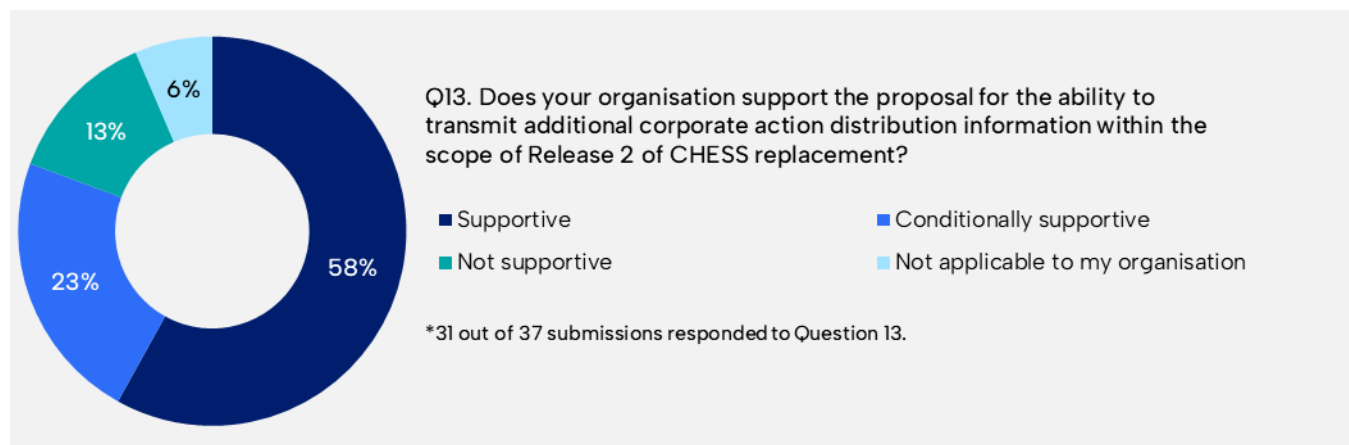 6%
13%
23%
58%
Q13. Does your organisation support the proposal for the ability to
transmit additional corporate action distribution information within the
scope of Release 2 of CHESS replacement?
Supportive
Conditionally supportive
Not supportive
Not applicable to my organisation
*31 out of 37 submissions responded to Question 13.